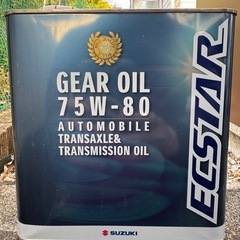 GEAR OIL
75W-80
AUTOMOBILE
TRANSAXLE&
TRANSMISSION OIL
ECSTAR
SUZUKI